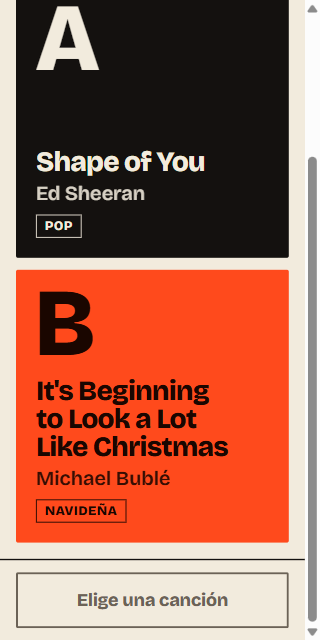 A
Shape of You
Ed Sheeran
POP
B
It's Beginning
to Look a Lot
Like Christmas
Michael Bublé
NAVIDEÑA
Elige una canción